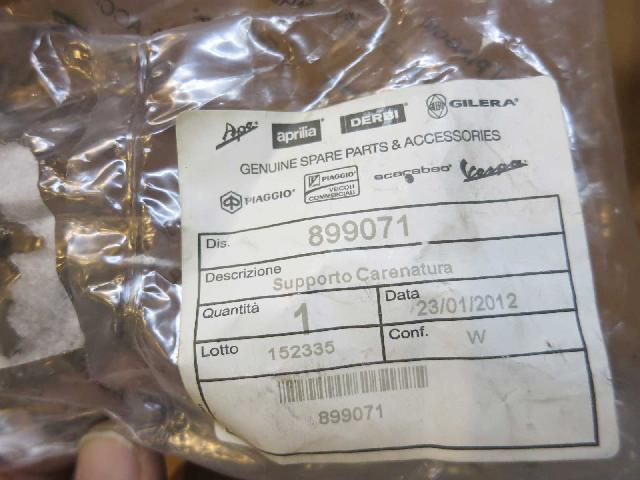 Ape aprilia DERBI GILERA
GENUINE SPARE PARTS & ACCESSORIES
PIAGGIO PIAGGIO VEICOLI COMMERCIALI scarabeo Vespa
Dis. 899071
Descrizione Supporto Carenatura
Quantità 1 Data 23/01/2012
Lotto 152335 Conf. W
899071